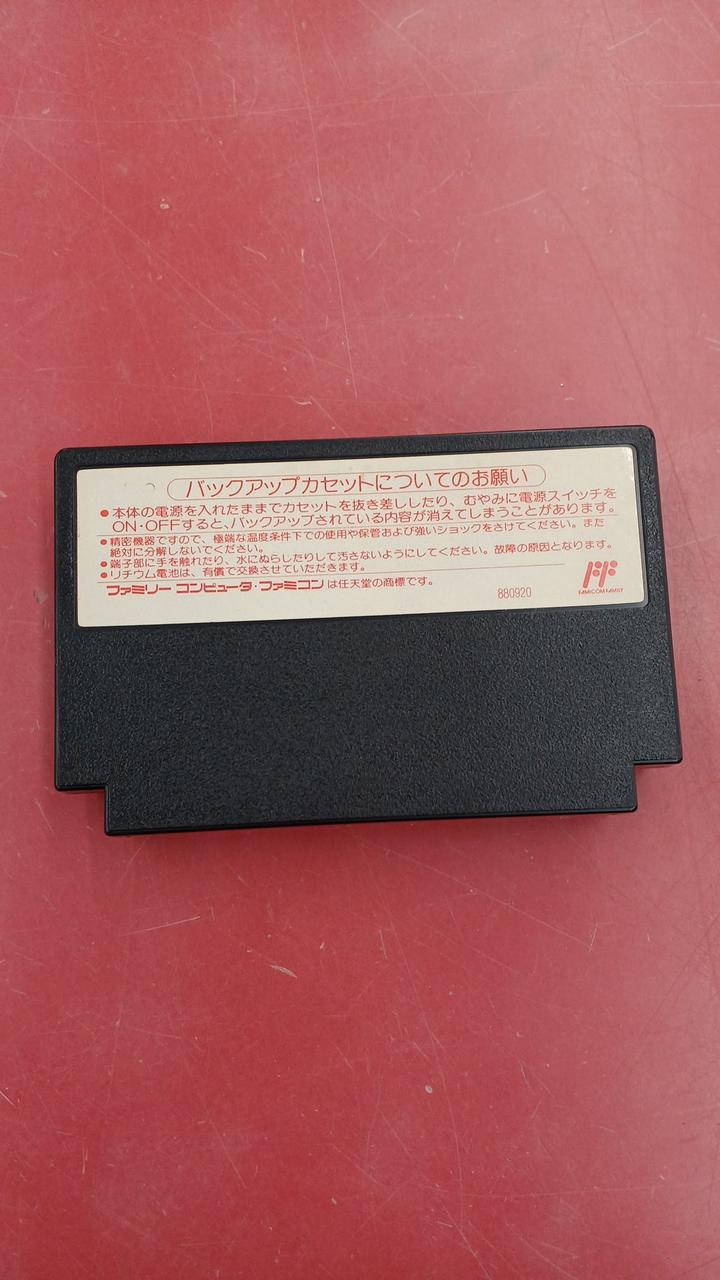 バックアップカセットについてのお願い
●本体の電源を入れたままでカセットを抜き差ししたり、むやみに電源スイッチを
ON・OFFすると、バックアップされている内容が消えてしまうことがあります。
●精密機器ですので、極端な温度条件下での使用や保管および強いショックをさけてください。また
絶対に分解しないでください。
●端子部に手を触れたり、水にぬらしたりして汚さないようにしてください。故障の原因となります。
●リチウム電池は、有償で交換させていただきます。
ファミリー コンピュータ・ファミコンは任天堂の商標です。
880920
FAMICOM FAMILY